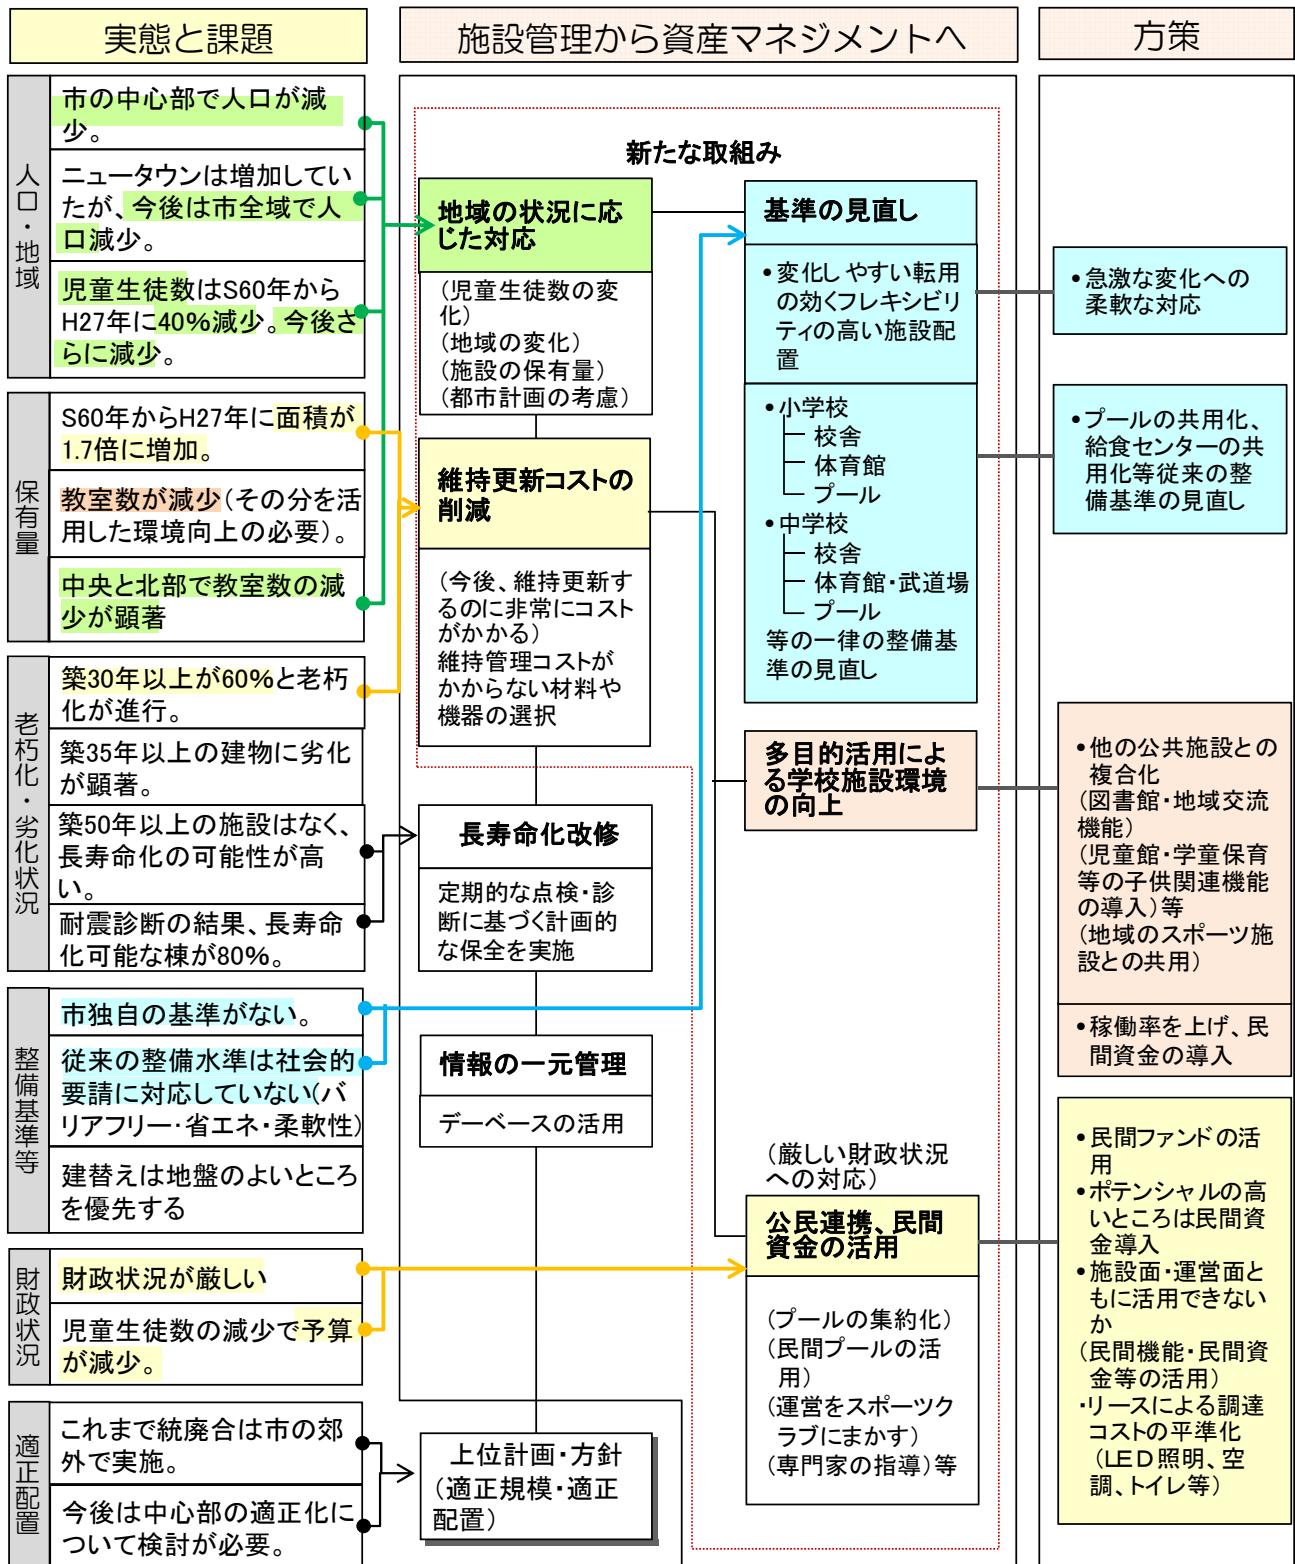 実態と課題
人口・地域
市の中心部で人口が減
少。
ニュータウンは増加してい
たが、今後は市全域で人
口減少。
児童生徒数はS60年から
H27年に40%減少。今後さ
らに減少。
保有量
S60年からH27年に面積が
1.7倍に増加。
教室数が減少(その分を活
用した環境向上の必要)。
中央と北部で教室数の減
少が顕著
老朽化・劣化状況
築30年以上が60%と老朽
化が進行。
築35年以上の建物に劣化
が顕著。
築50年以上の施設はなく、
長寿命化の可能性が高
い。
耐震診断の結果、長寿命
化可能な棟が80%。
整備基準等
市独自の基準がない。
従来の整備水準は社会的
要請に対応していない(バ
リアフリー・省エネ・柔軟性)
建替えは地盤のよいところ
を優先する
財政状況
財政状況が厳しい
児童生徒数の減少で予算
が減少。
適正配置
これまで統廃合は市の郊
外で実施。
今後は中心部の適正化に
ついて検討が必要。
施設管理から資産マネジメントへ
新たな取組み
地域の状況に応
じた対応
(児童生徒数の変
化)
(地域の変化)
(施設の保有量)
(都市計画の考慮)
維持更新コストの
削減
(今後、維持更新す
るのに非常にコスト
がかかる)
維持管理コストが
かからない材料や
機器の選択
長寿命化改修
定期的な点検・診
断に基づく計画的
な保全を実施
情報の一元管理
データベースの活用
上位計画・方針
(適正規模・適正
配置)
基準の見直し
•変化しやすい転用
の効くフレキシビリ
ティの高い施設配
置
•小学校
校舎
体育館
プール
•中学校
校舎
体育館・武道場
プール
等の一律の整備基
準の見直し
多目的活用によ
る学校施設環境
の向上
(厳しい財政状況
への対応)
公民連携、民間
資金の活用
(プールの集約化)
(民間プールの活
用)
(運営をスポーツク
ラブにまかす)
(専門家の指導)等
方策
•急激な変化への
柔軟な対応
•プールの共用化、
給食センターの共
用化等従来の整
備基準の見直し
•他の公共施設との
複合化
(図書館・地域交流
機能)
(児童館・学童保育
等の子供関連機能
の導入)等
(地域のスポーツ施
設との共用)
•稼働率を上げ、民
間資金の導入
•民間ファンドの活
用
•ポテンシャルの高
いところは民間資
金導入
•施設面・運営面と
もに活用できない
か
(民間機能・民間資
金等の活用)
・リースによる調達
コストの平準化
(LED照明、空
調、トイレ等)